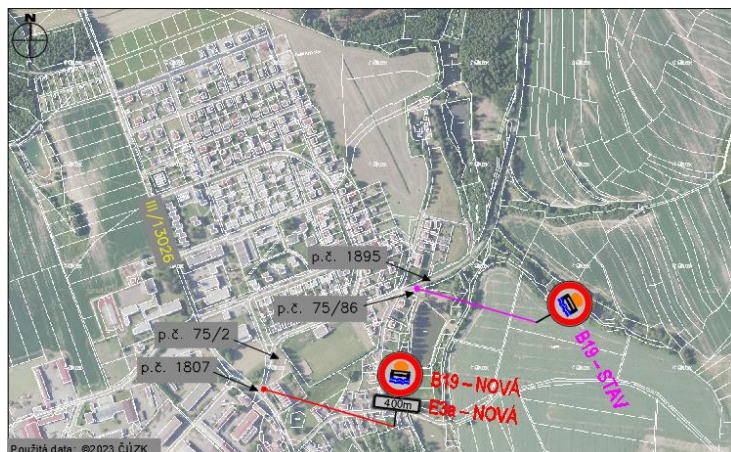 N
III/13026
p.č. 1895
p.č. 75/86
p.č. 75/2
p.č. 1807
B19 - STAV
B19 - NOVÁ
400m
E3a - NOVÁ
Použitá data: ©2023 ČÚZK